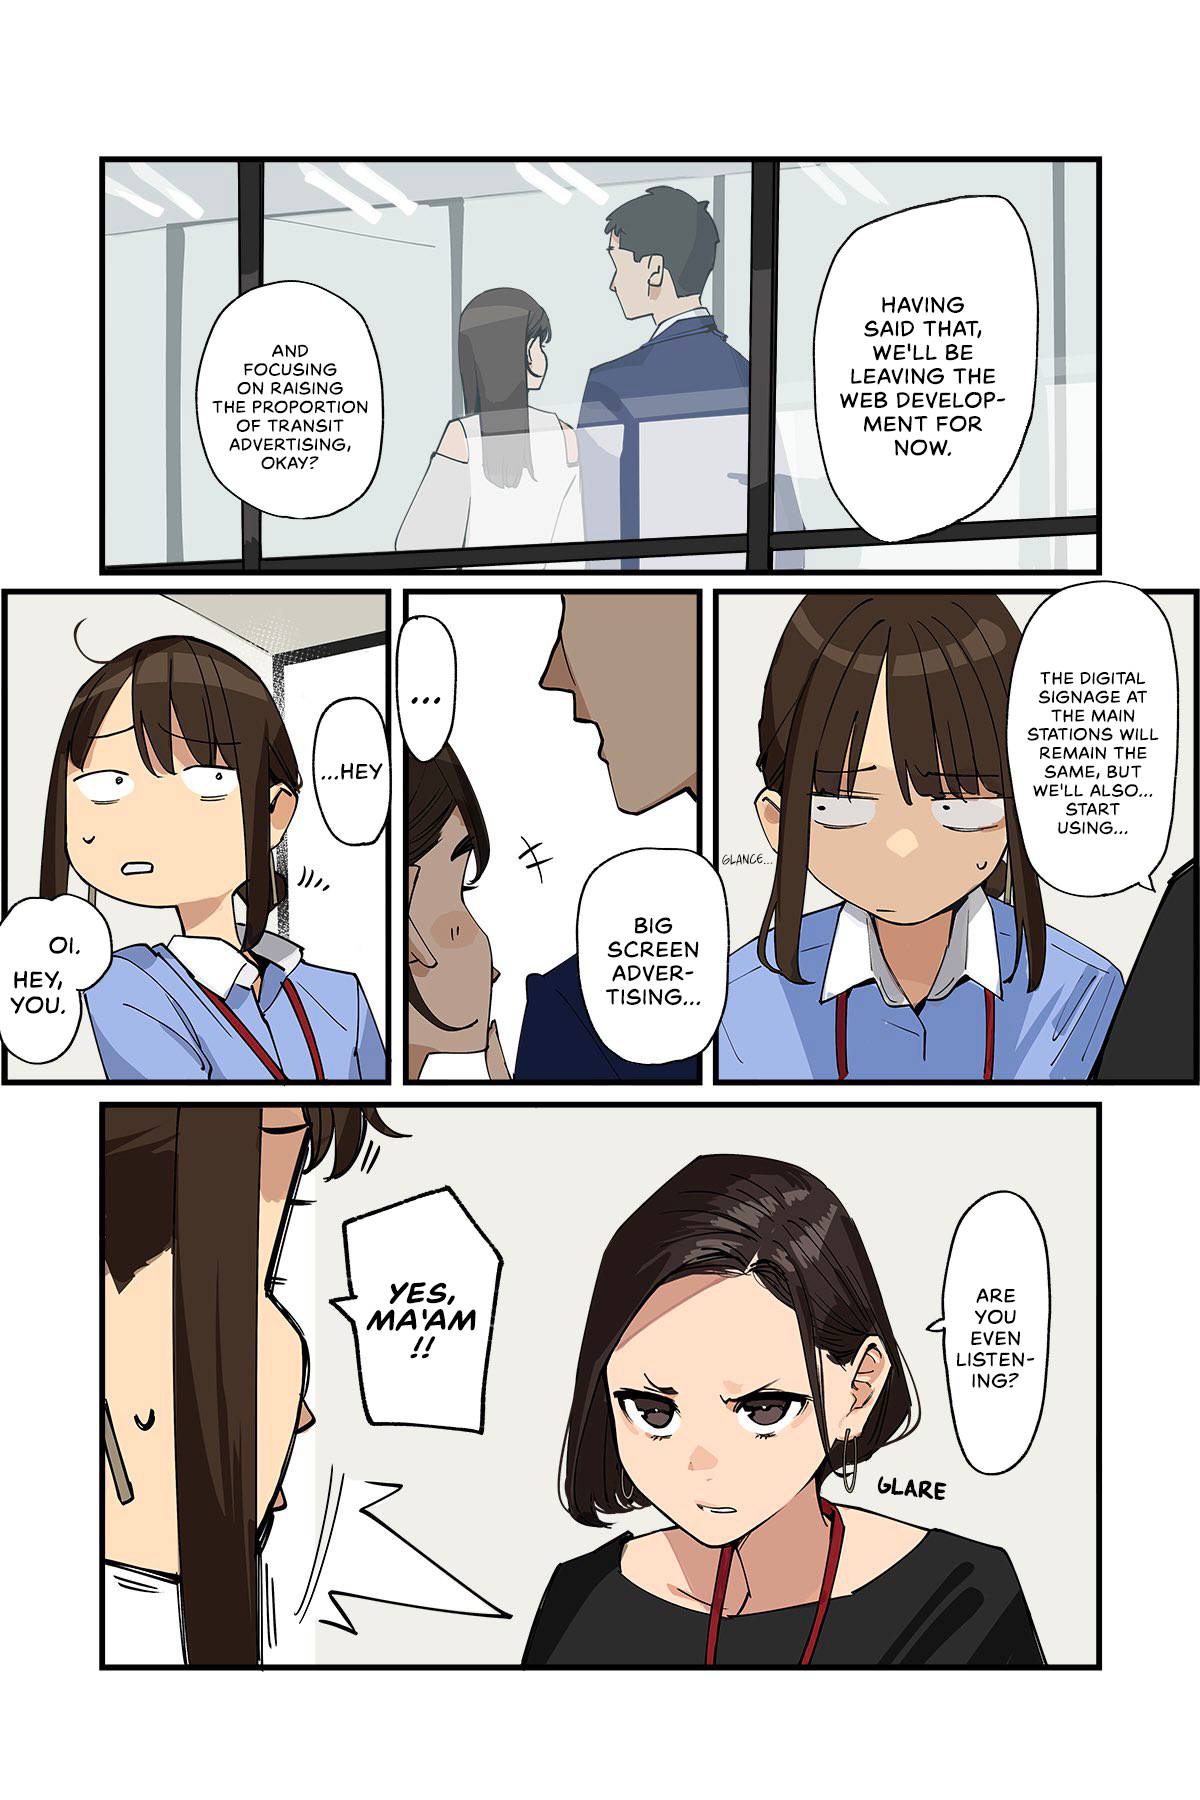 HAVING
SAID THAT,
WE'LL BE
LEAVING THE
WEB DEVELOP-
MENT FOR
NOW.
AND
FOCUSING
ON RAISING
THE PROPORTION
OF TRANSIT
ADVERTISING,
OKAY?
THE DIGITAL
SIGNAGE AT
THE MAIN
STATIONS WILL
REMAIN THE
SAME, BUT
WE'LL ALSO...
START
USING...
GLANCE...
...
BIG
SCREEN
ADVER-
TISING...
...HEY
OI.
HEY,
YOU.
ARE
YOU
EVEN
LISTEN-
ING?
GLARE
YES,
MA'AM
!!